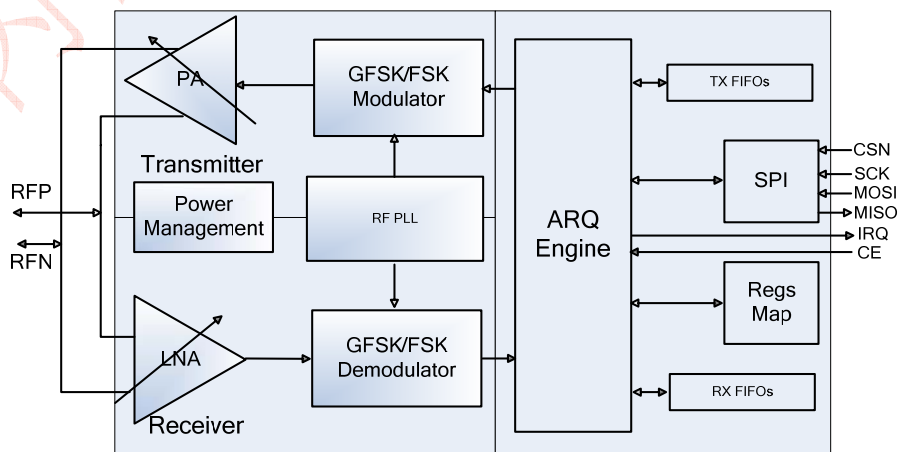 PA
GFSK/FSK
Modulator
TX FIFOs
Transmitter
SPI
CSN
SCK
MOSI
MISO
RFP
Power
Management
RF PLL
ARQ
Engine
IRQ
CE
RFN
Regs
Map
LNA
GFSK/FSK
Demodulator
RX FIFOs
Receiver